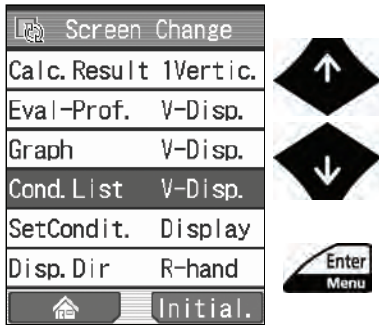 Screen Change
Calc.Result 1Vertic.
Eval-Prof. V-Disp.
Graph V-Disp.
Cond.List V-Disp.
SetCondit. Display
Disp.Dir R-hand
Initial.
Enter
Menu